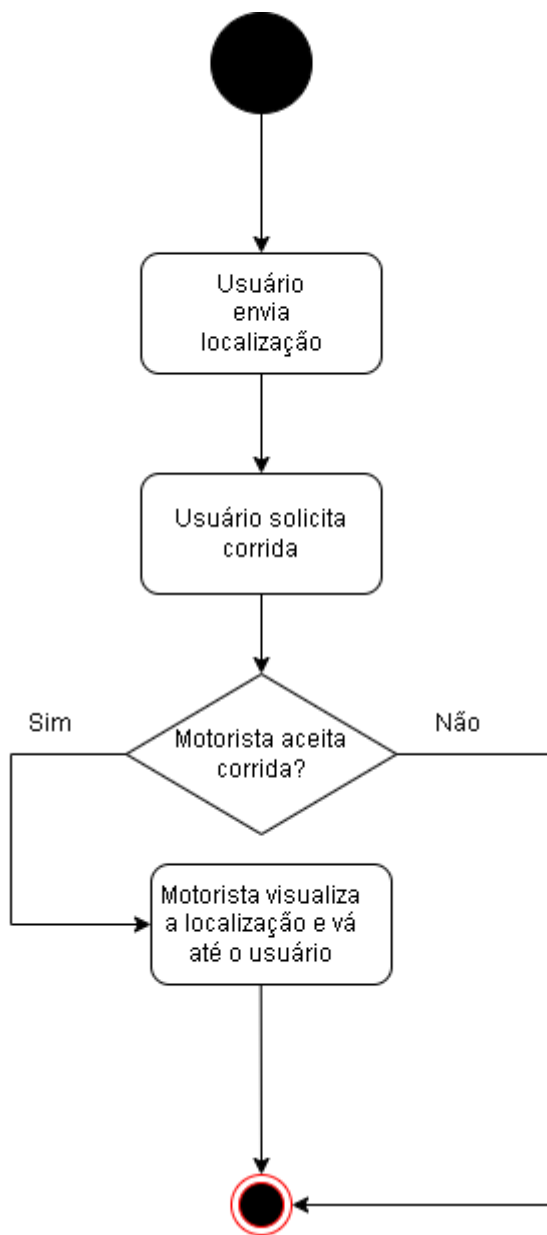 Usuário
envia
localização
Usuário solicita
corrida
Sim
Não
Motorista aceita
corrida?
Motorista visualiza
a localização e vá
até o usuário